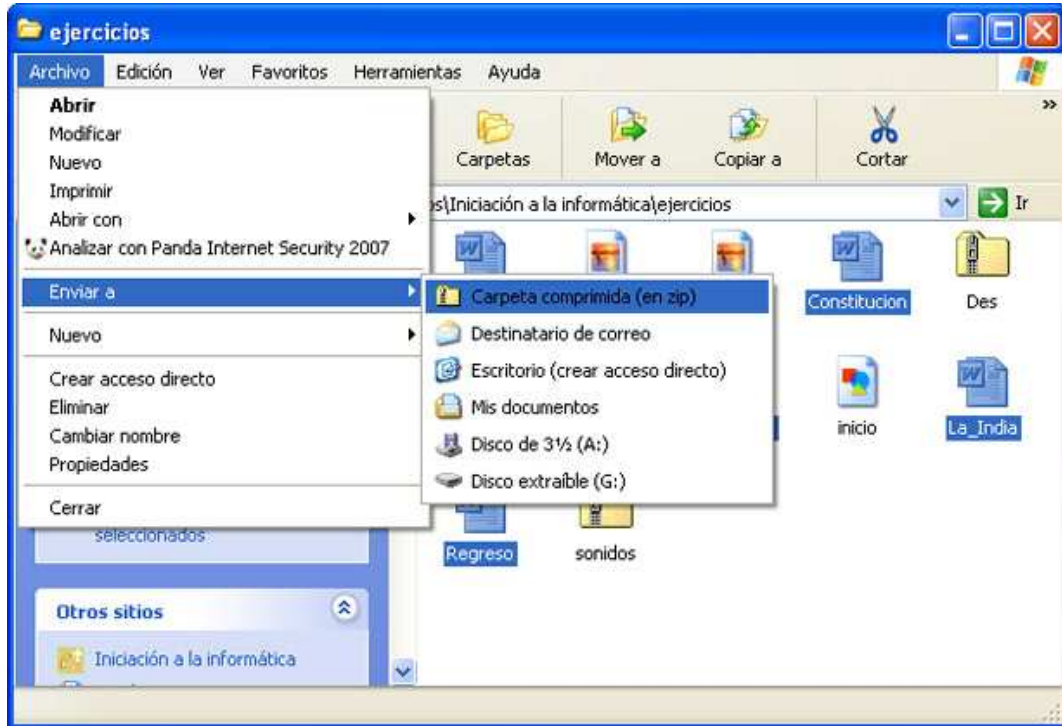 ejercicios
Archivo Edición Ver Favoritos Herramientas Ayuda
Abrir
Modificar
Nuevo
Imprimir
Abrir con
Analizar con Panda Internet Security 2007
Enviar a
Nuevo
Crear acceso directo
Eliminar
Cambiar nombre
Propiedades
Cerrar
Carpetas Mover a Copiar a Cortar
»
os\Iniciación a la informática\ejercicios Ir
Carpeta comprimida (en zip)
Destinatario de correo
Escritorio (crear acceso directo)
Mis documentos
Disco de 3½ (A:)
Disco extraíble (G:)
Constitucion Des
inicio La_India
Regreso sonidos
seleccionados
Otros sitios
Iniciación a la informática